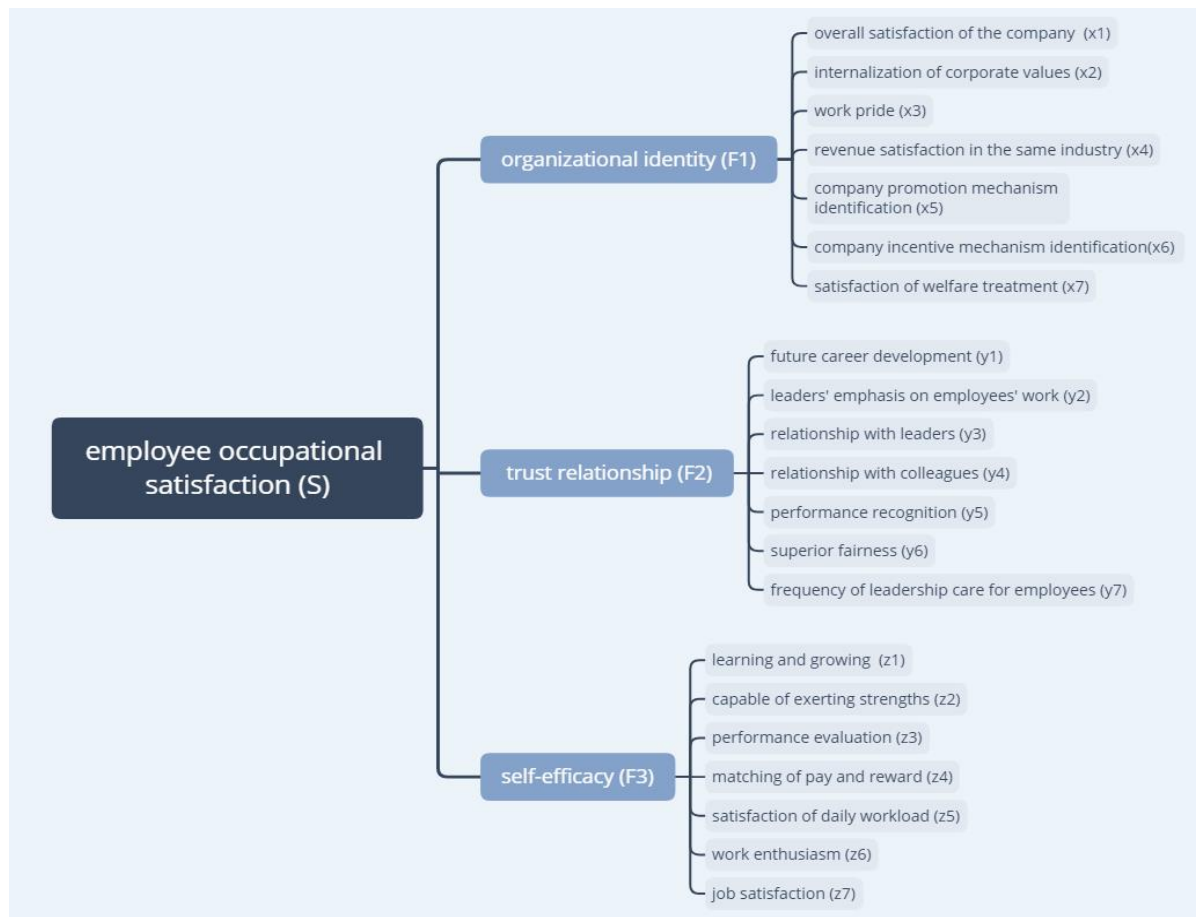 overall satisfaction of the company (x1)
internalization of corporate values (x2)
work pride (x3)
organizational identity (F1)
revenue satisfaction in the same industry (x4)
company promotion mechanism
identification (x5)
company incentive mechanism identification(x6)
satisfaction of welfare treatment (x7)
employee occupational
satisfaction (S)
future career development (y1)
leaders' emphasis on employees' work (y2)
relationship with leaders (y3)
trust relationship (F2)
relationship with colleagues (y4)
performance recognition (y5)
superior fairness (y6)
frequency of leadership care for employees (y7)
learning and growing (z1)
capable of exerting strengths (z2)
performance evaluation (z3)
self-efficacy (F3)
matching of pay and reward (z4)
satisfaction of daily workload (z5)
work enthusiasm (z6)
job satisfaction (z7)